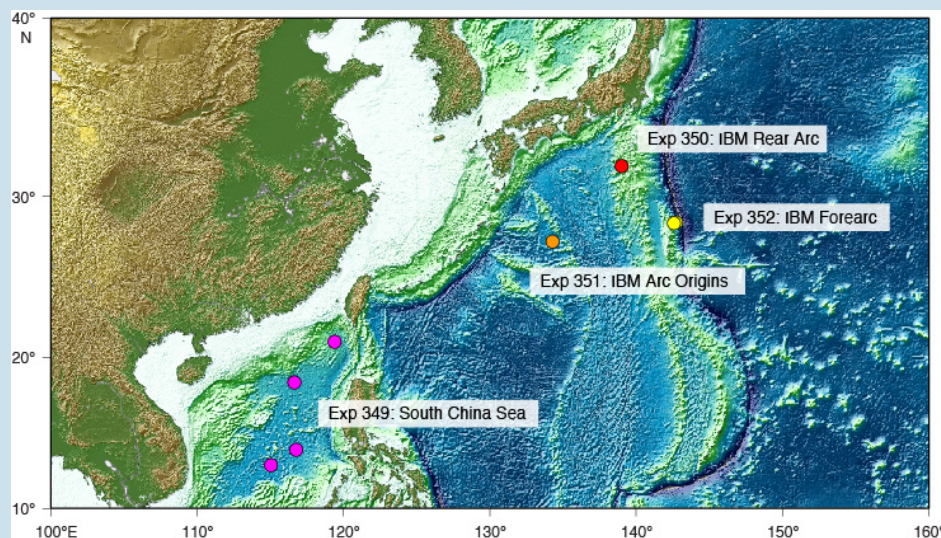 40°
N
Exp 350: IBM Rear Arc
30°
Exp 352: IBM Forearc
Exp 351: IBM Arc Origins
20°
Exp 349: South China Sea
10°
100°E
110°
120°
130°
140°
150°
160°